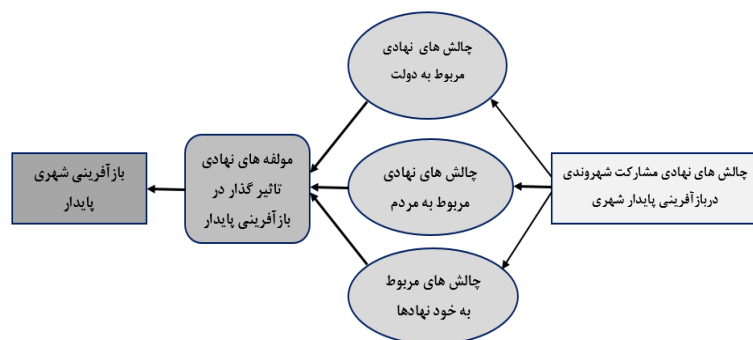 چالش های نهادی مشارکت شهروندی
دربازآفرینی پایدار شهری
چالش های نهادی
مربوط به دولت
چالش های نهادی
مربوط به مردم
چالش های مربوط
به خود نهادها
مولفه های نهادی
تاثیر گذار در
بازآفرینی پایدار
بازآفرینی شهری
پایدار